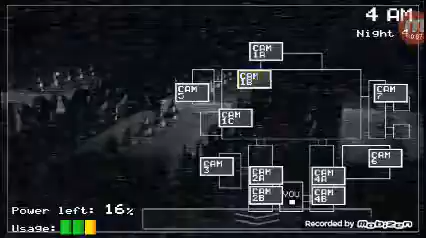 4 AM
Night
CAM 1A
CAM 1B
CAM 5
CAM 7
CAM 1C
CAM 3
CAM 6
CAM 2A
CAM 4A
CAM 2B
YOU
CAM 4B
Power left: 16%
Usage:
Recorded by Mobizen